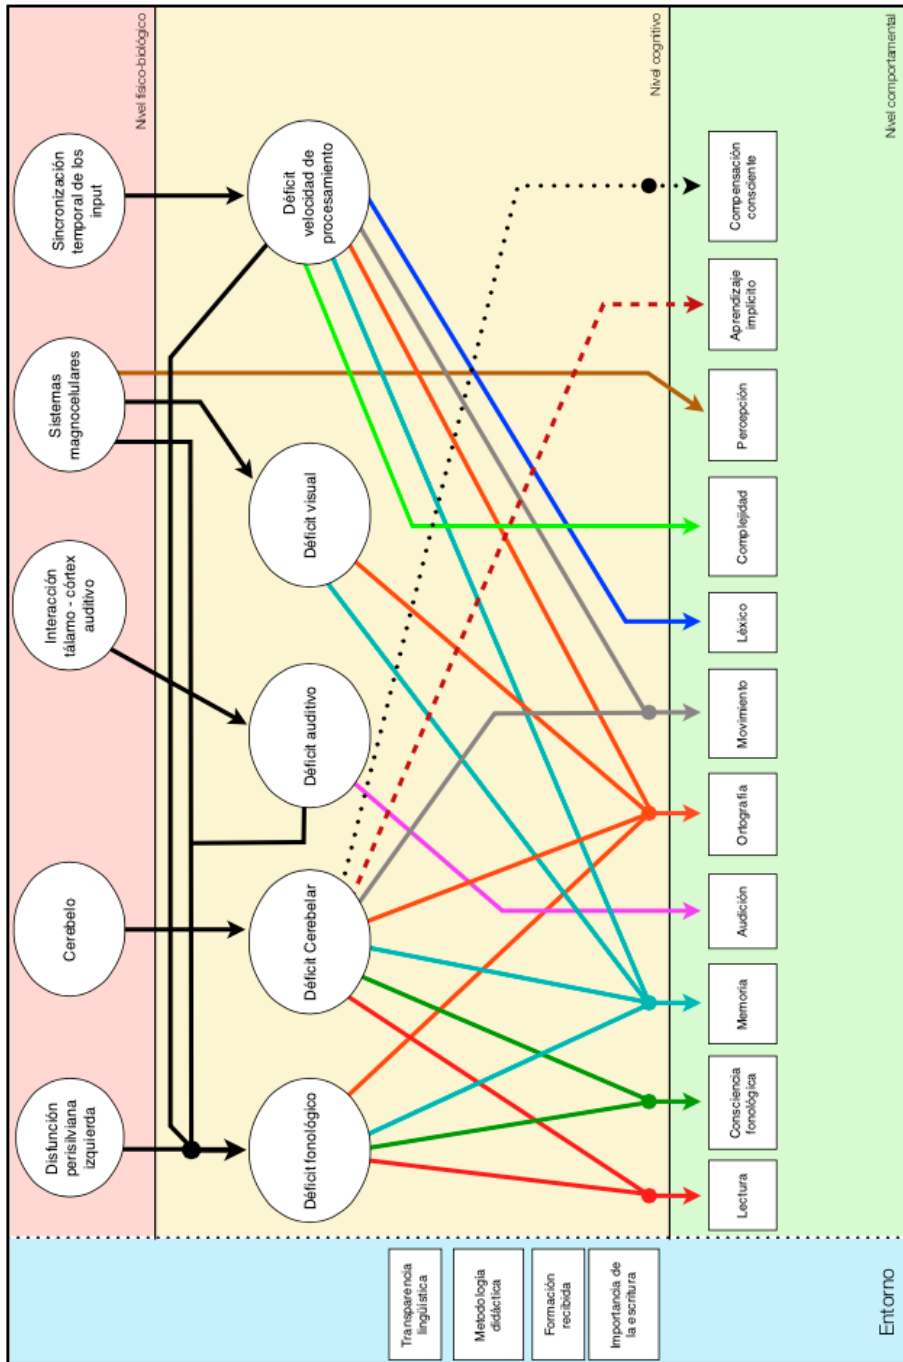 Disfunción
perisilviana
izquierda
Cerebelo
Interacción
tálamo - córtex
auditivo
Sistemas
magnocelulares
Sincronización
temporal de los
input
Nivel físico-biológico
Déficit fonológico
Déficit Cerebelar
Déficit auditivo
Déficit visual
Déficit
velocidad de
procesamiento
Nivel cognitivo
Transparencia
lingüística
Metodología
didáctica
Formación
recibida
Importancia de
la escritura
Entorno
Lectura
Consciencia
fonológica
Memoria
Audición
Ortografía
Movimiento
Léxico
Complejidad
Percepción
Aprendizaje
implícito
Compensación
consciente
Nivel comportamental